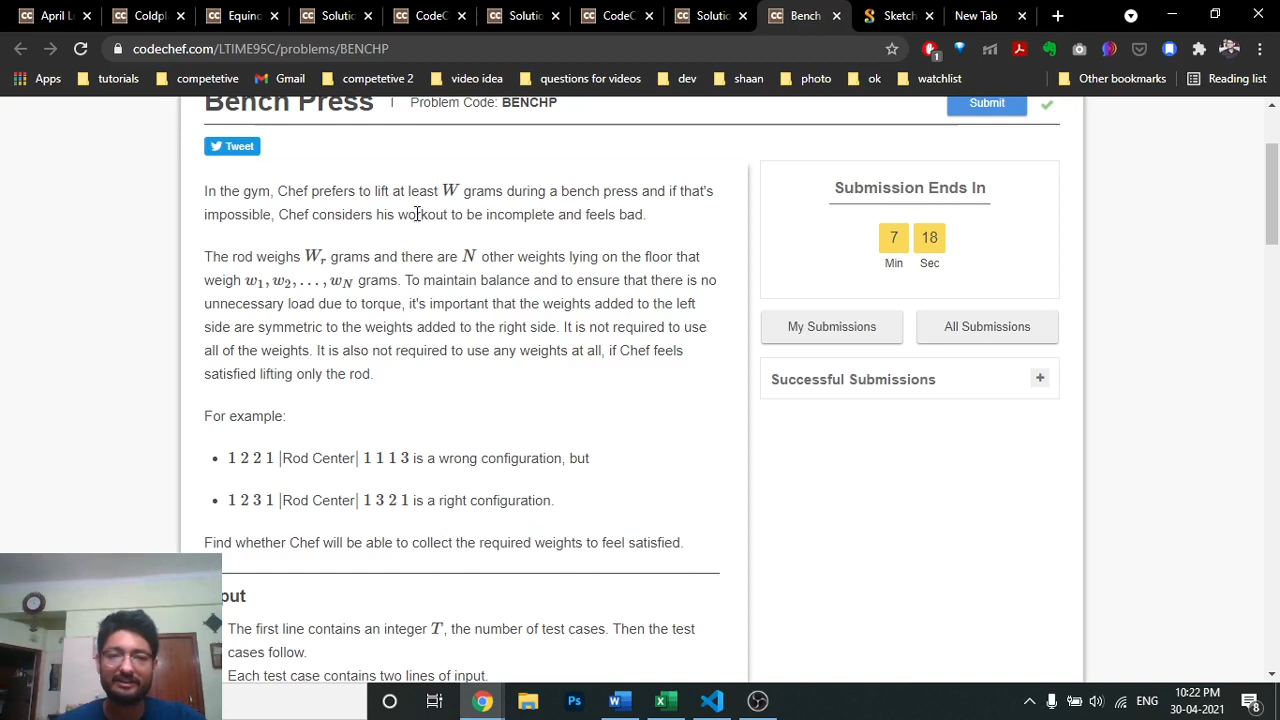 April L
Coldpl
Equino
Solutio
CodeC
Solutio
CodeC
Solutio
Bench
Sketch
New Tab
codechef.com/LTIME95C/problems/BENCHP
Apps
tutorials
competetive
Gmail
competetive 2
video idea
questions for videos
dev
shaan
photo
ok
watchlist
Other bookmarks
Reading list
Bench Press | Problem Code: BENCHP
Submit
Tweet
In the gym, Chef prefers to lift at least W grams during a bench press and if that's
impossible, Chef considers his workout to be incomplete and feels bad.
The rod weighs Wr grams and there are N other weights lying on the floor that
weigh w1, w2, . . . , wN grams. To maintain balance and to ensure that there is no
unnecessary load due to torque, it's important that the weights added to the left
side are symmetric to the weights added to the right side. It is not required to use
all of the weights. It is also not required to use any weights at all, if Chef feels
satisfied lifting only the rod.
For example:
• 1 2 2 1 |Rod Center| 1 1 1 3 is a wrong configuration, but
• 1 2 3 1 |Rod Center| 1 3 2 1 is a right configuration.
Find whether Chef will be able to collect the required weights to feel satisfied.
put
The first line contains an integer T, the number of test cases. Then the test
cases follow.
Each test case contains two lines of input.
Submission Ends In
7 18
Min Sec
My Submissions
All Submissions
Successful Submissions
+
1
Ps
ENG
10:22 PM
30-04-2021
8